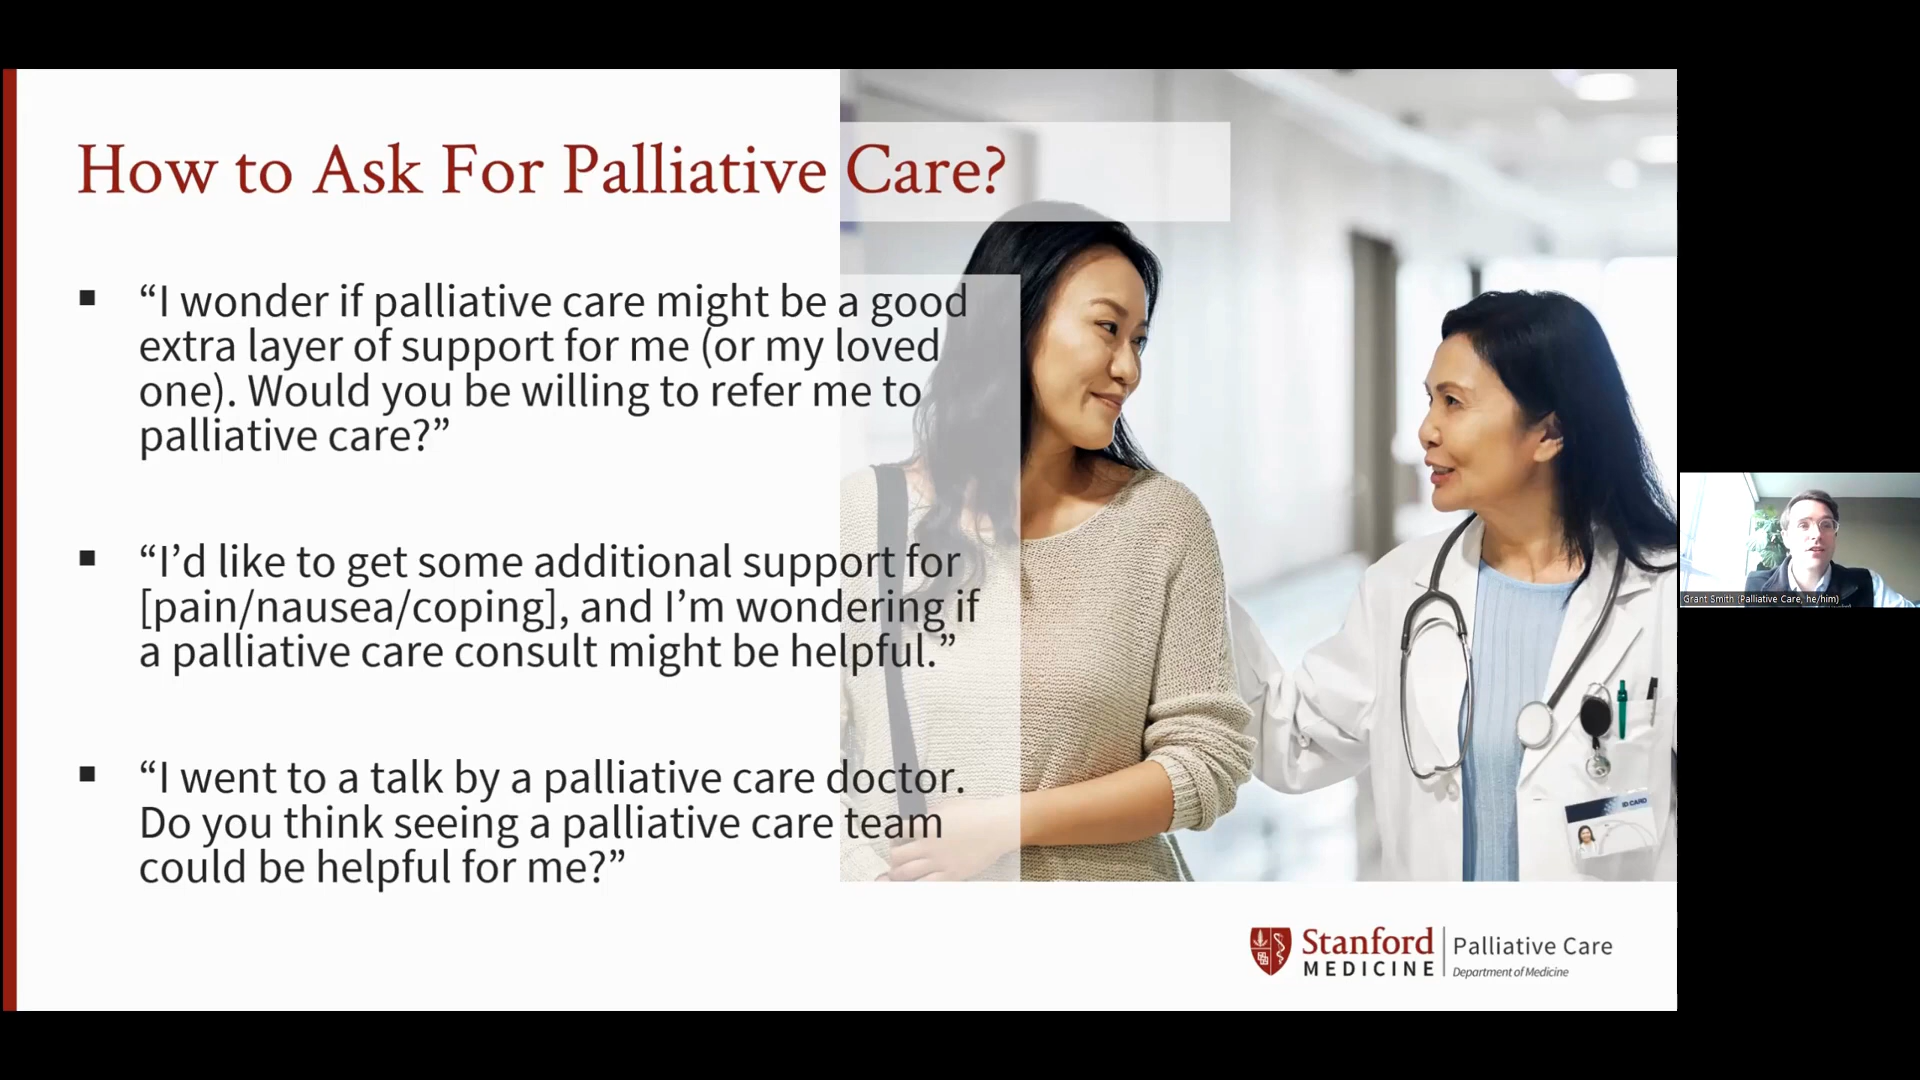 How to Ask For Palliative Care?
▪ “I wonder if palliative care might be a good
extra layer of support for me (or my loved
one). Would you be willing to refer me to
palliative care?”
▪ “I’d like to get some additional support for
[pain/nausea/coping], and I’m wondering if
a palliative care consult might be helpful.”
▪ “I went to a talk by a palliative care doctor.
Do you think seeing a palliative care team
could be helpful for me?”
ID CARD
Stanford
MEDICINE
Palliative Care
Department of Medicine
Grant Smith (Palliative Care, he/him)